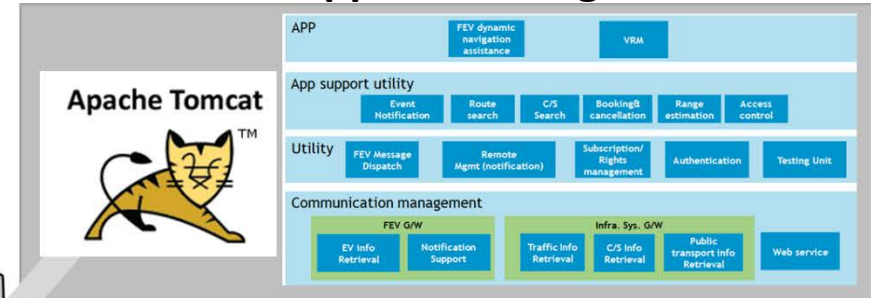 APP
FEV dynamic
navigation
assistance
VRM
Apache Tomcat
TM
App support utility
Event
Notification
Route
search
C/S
Search
Booking&
cancellation
Range
estimation
Access
control
Utility
FEV Message
Dispatch
Remote
Mgmt (notification)
Subscription/
Rights
management
Authentication
Testing Unit
Communication management
FEV G/W
EV info
Retrieval
Notification
Support
Infra. Sys. G/W
Traffic Info
Retrieval
C/S Info
Retrieval
Public
transport info
Retrieval
Web service